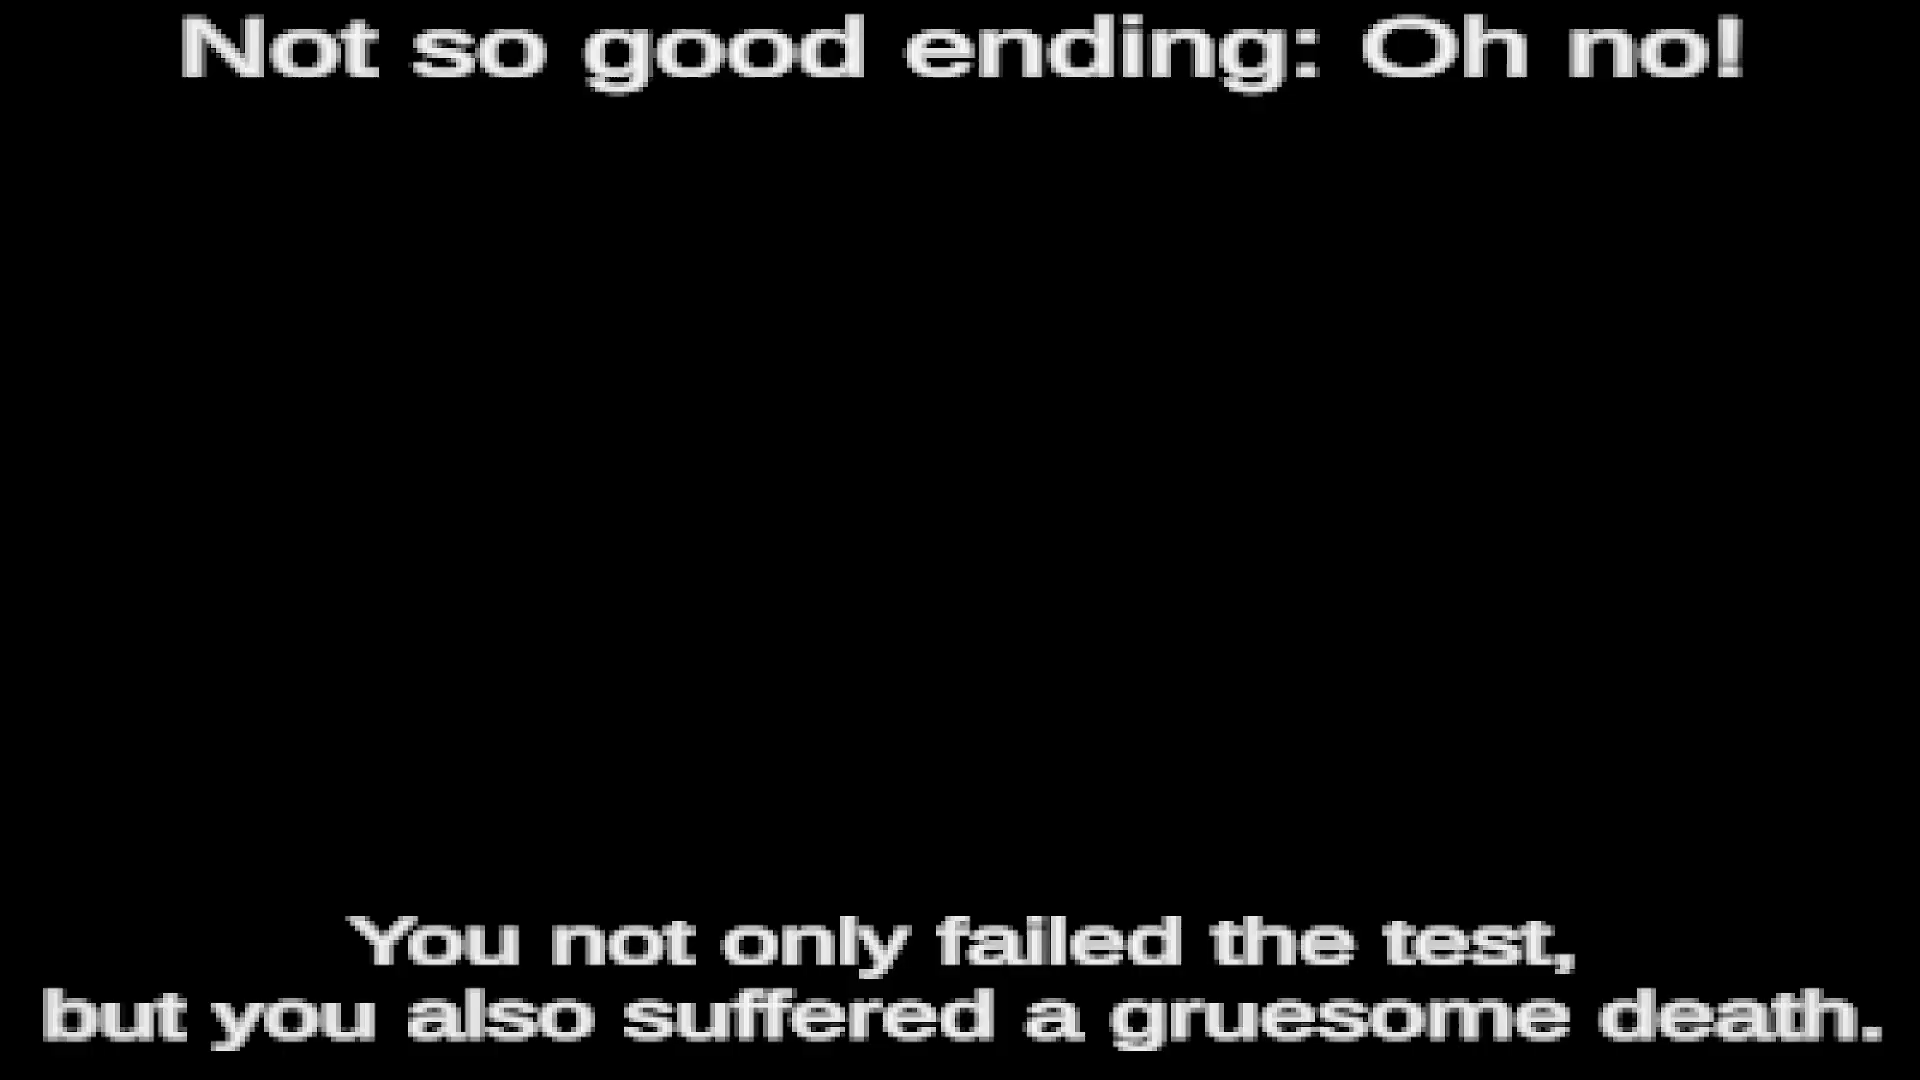 Not so good ending: Oh no!
You not only failed the test,
but you also suffered a gruesome death.